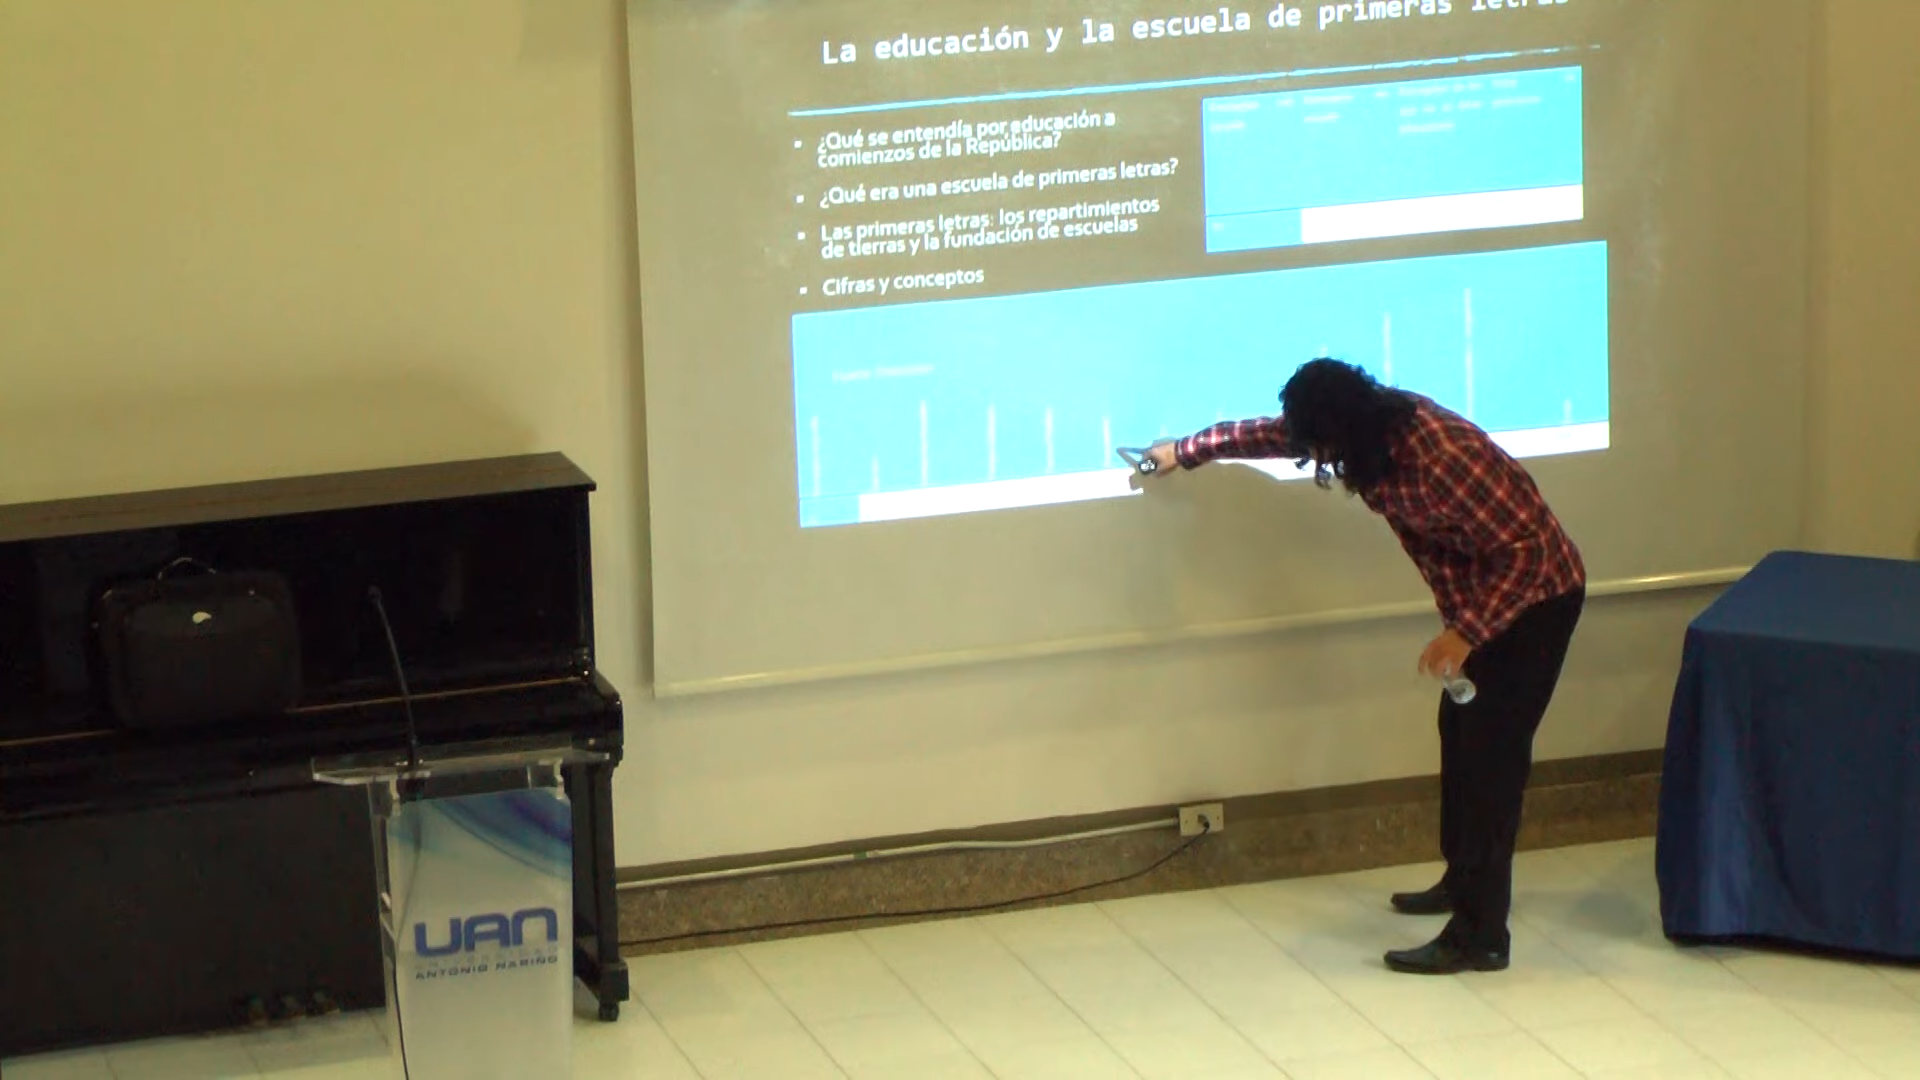 La educación y la escuela de primeras letras
▪ ¿Qué se entendía por educación a
comienzos de la República?
▪ ¿Qué era una escuela de primeras letras?
▪ Las primeras letras: los repartimientos
de tierras y la fundación de escuelas
▪ Cifras y conceptos
UAN
UNIVERSIDAD
ANTONIO NARIÑO